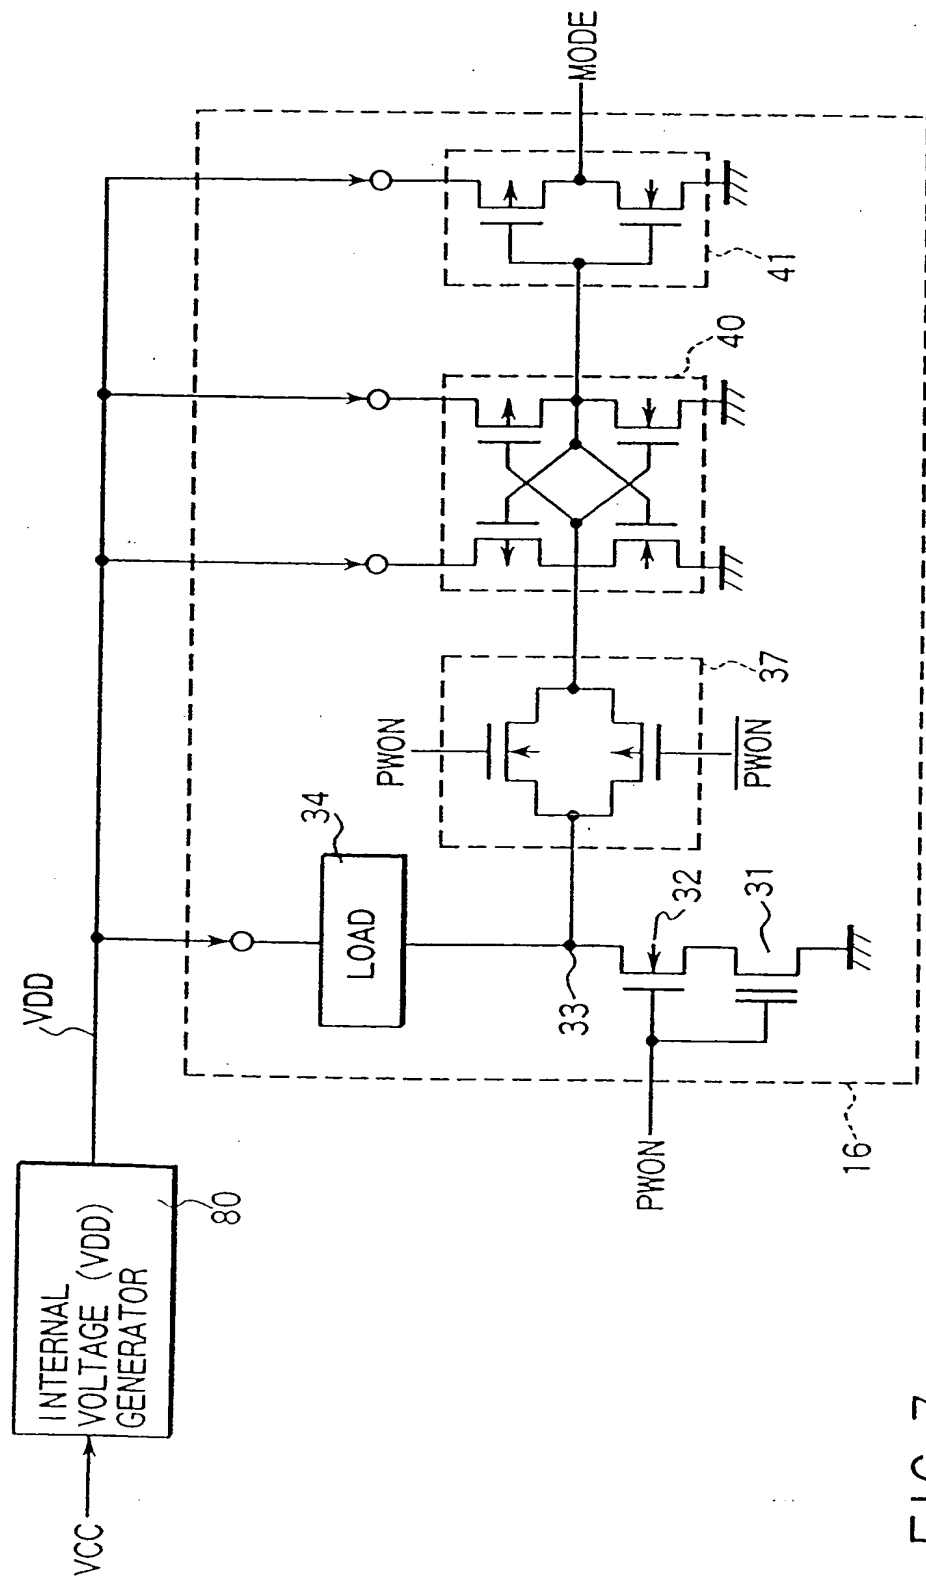 VCC
INTERNAL
VOLTAGE (VDD)
GENERATOR
80
VDD
LOAD
34
PWON
PWON
37
40
41
MODE
33
32
31
PWON
16